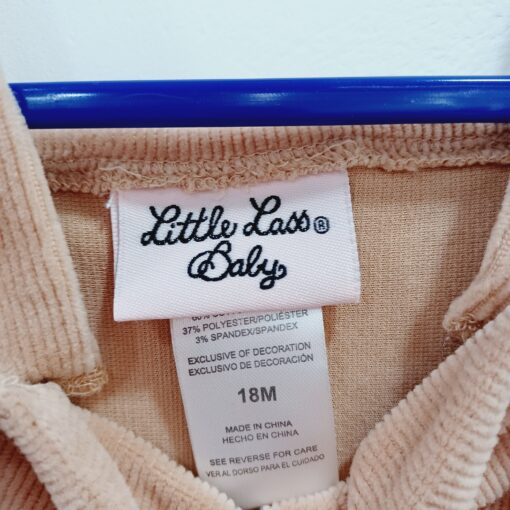 Little Lass®
Baby
37% POLYESTER/POLIÉSTER
3% SPANDEX/SPANDEX
EXCLUSIVE OF DECORATION
EXCLUSIVO DE DECORACIÓN
18M
MADE IN CHINA
HECHO EN CHINA
SEE REVERSE FOR CARE
VER AL DORSO PARA EL CUIDADO